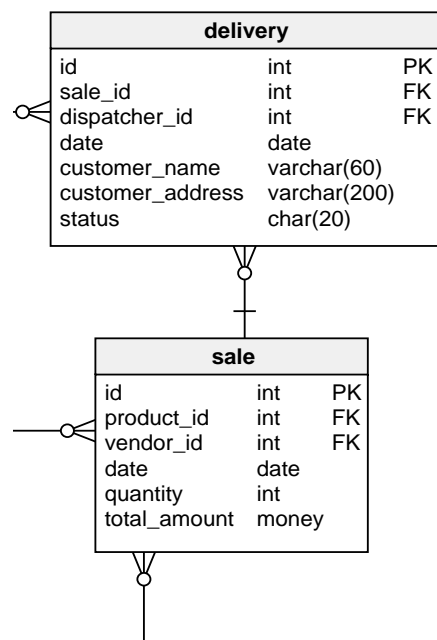 delivery
id int PK
sale_id int FK
dispatcher_id int FK
date date
customer_name varchar(60)
customer_address varchar(200)
status char(20)
sale
id int PK
product_id int FK
vendor_id int FK
date date
quantity int
total_amount money